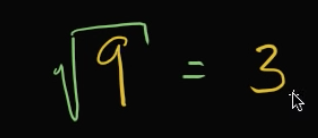 √9 = 3